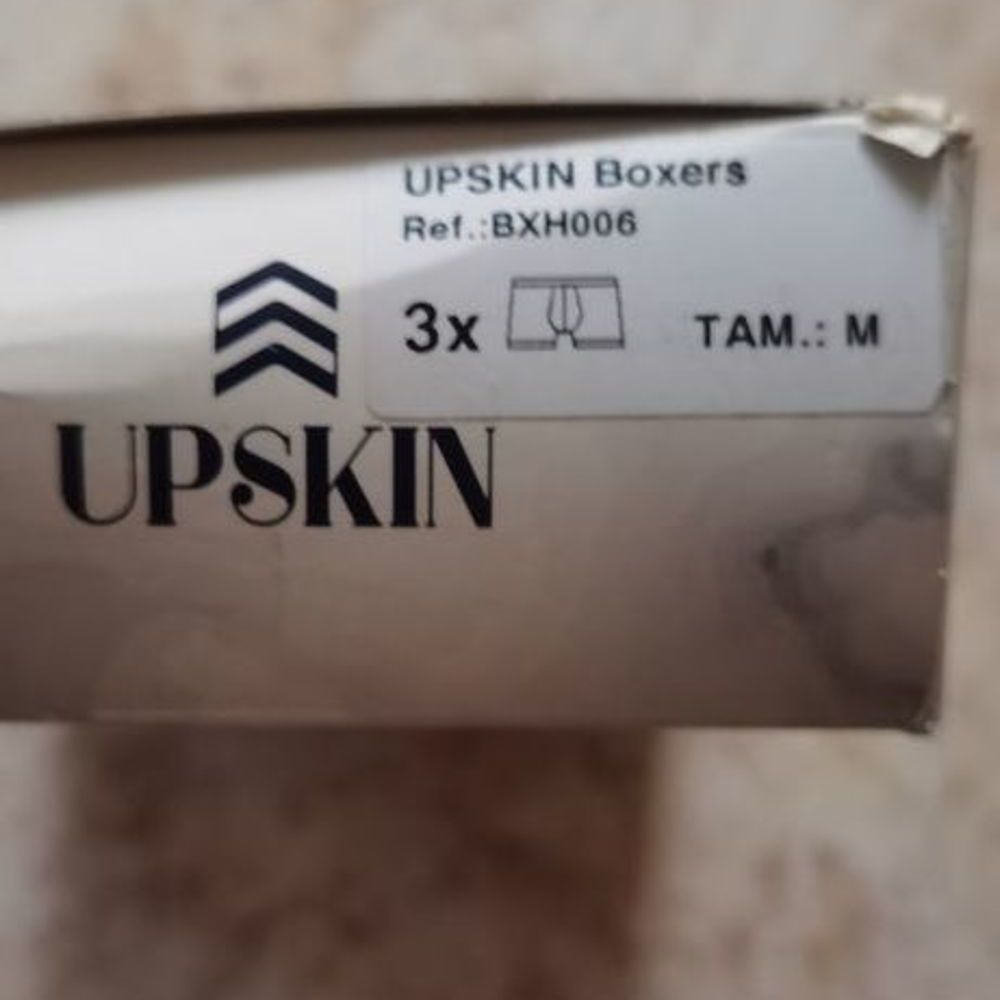 UPSKIN Boxers
Ref.:BXH006
3x TAM.: M
UPSKIN